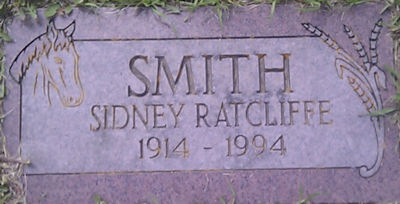 SMITH
SIDNEY RATCLIFFE
1914 - 1994